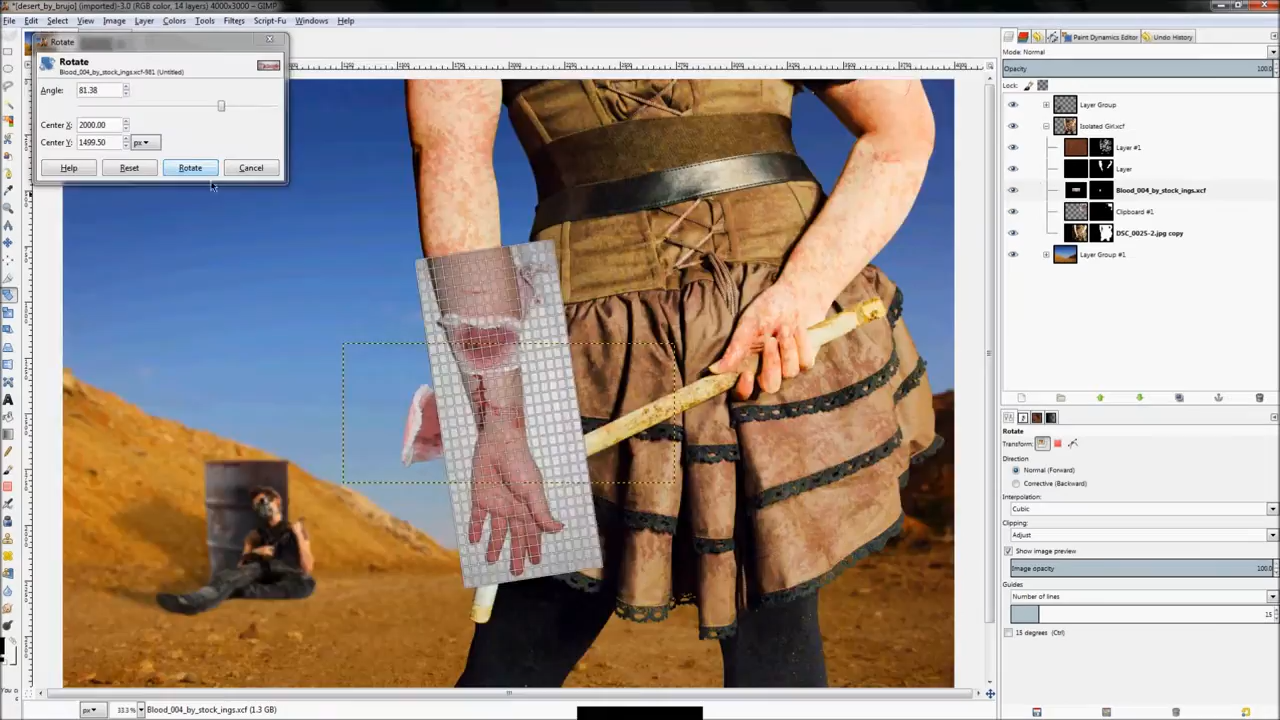 *[desert_by_brujo] (imported)-3.0 (RGB color, 14 layers) 4000x3000 – GIMP
File Edit Select View Image Layer Colors Tools Filters Script-Fu Windows Help
Rotate
Rotate
Blood_004_by_stock_ings.xcf-981 (Untitled)
Angle: 81.38
Center X: 2000.00
Center Y: 1499.50 px
Help Reset Rotate Cancel
Paint Dynamics Editor Undo History
Mode: Normal
Opacity 100.0
Lock:
Layer Group
Isolated Girl.xcf
Layer #1
Layer
Blood_004_by_stock_ings.xcf
Clipboard #1
DSC_0025-2.jpg copy
Layer Group #1
Rotate
Transform:
Direction
Normal (Forward)
Corrective (Backward)
Interpolation:
Cubic
Clipping:
Adjust
Show image preview
Image opacity 100.0
Guides
Number of lines
15
15 degrees (Ctrl)
px 33.3 % Blood_004_by_stock_ings.xcf (1.3 GB)